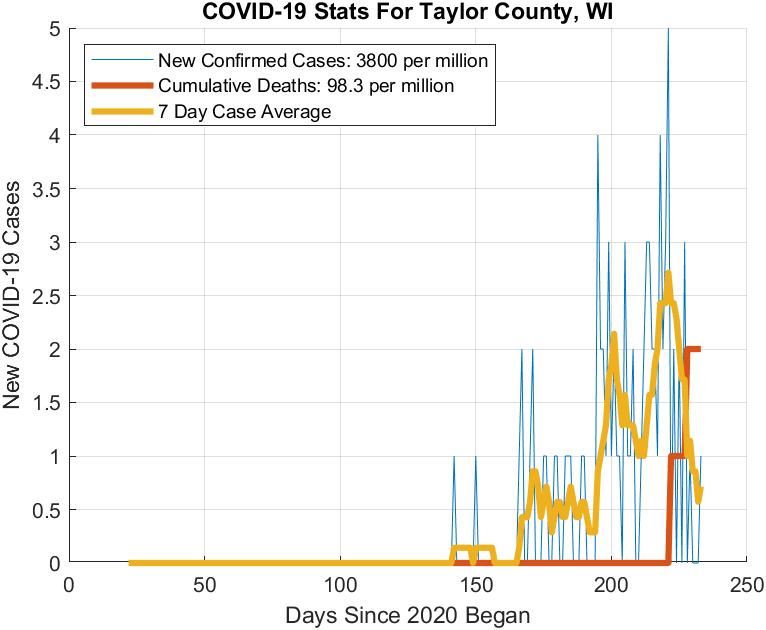 COVID-19 Stats For Taylor County, WI
New Confirmed Cases: 3800 per million
Cumulative Deaths: 98.3 per million
7 Day Case Average
New COVID-19 Cases
5
4.5
4
3.5
3
2.5
2
1.5
1
0.5
0
0 50 100 150 200 250
Days Since 2020 Began